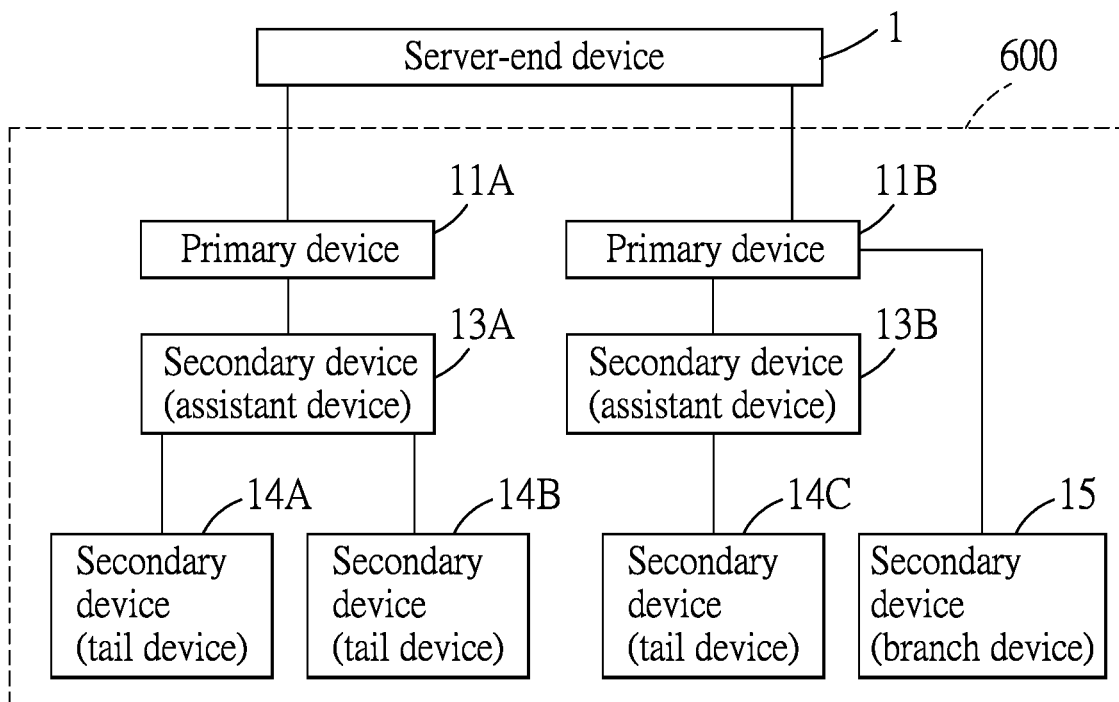 1
Server-end device
600
11A
11B
Primary device
Primary device
13A
13B
Secondary device
(assistant device)
Secondary device
(assistant device)
14A
14B
14C
15
Secondary
device
(tail device)
Secondary
device
(tail device)
Secondary
device
(tail device)
Secondary
device
(branch device)